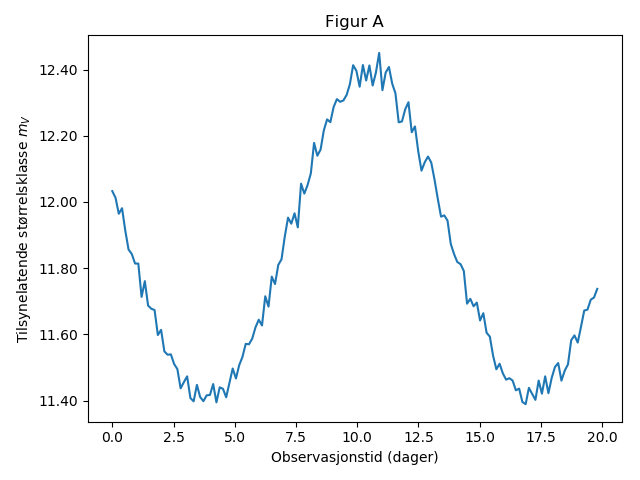 Figur A
Tilsynelatende størrelsklasse $m_V$
12.40
12.20
12.00
11.80
11.60
11.40
0.0 2.5 5.0 7.5 10.0 12.5 15.0 17.5 20.0
Observasjonstid (dager)